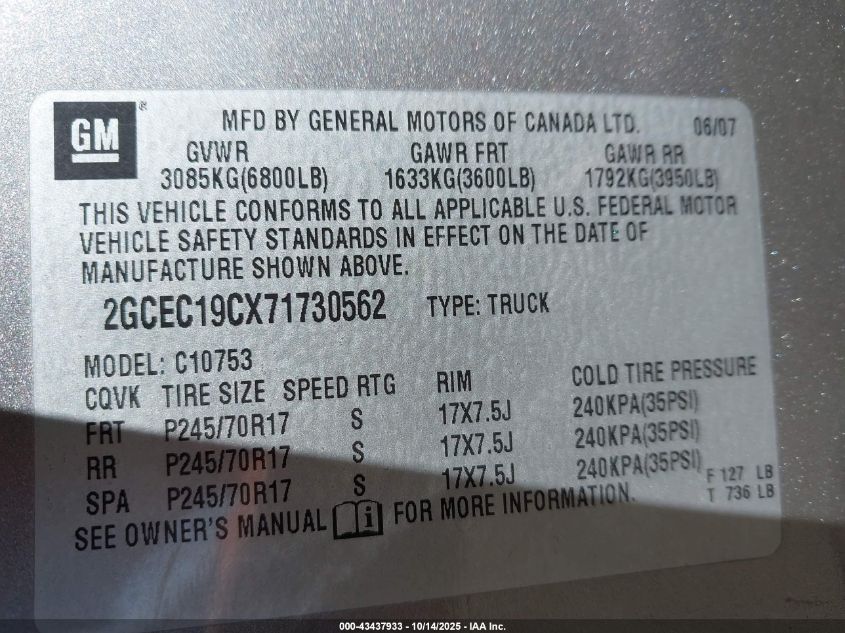 GM ®
MFD BY GENERAL MOTORS OF CANADA LTD. 06/07
GVWR GAWR FRT GAWR RR
3085KG(6800LB) 1633KG(3600LB) 1792KG(3950LB)
THIS VEHICLE CONFORMS TO ALL APPLICABLE U.S. FEDERAL MOTOR
VEHICLE SAFETY STANDARDS IN EFFECT ON THE DATE OF
MANUFACTURE SHOWN ABOVE.
2GCEC19CX71730562 TYPE: TRUCK
MODEL: C10753
CQVK TIRE SIZE SPEED RTG RIM COLD TIRE PRESSURE
FRT P245/70R17 S 17X7.5J 240KPA(35PSI)
RR P245/70R17 S 17X7.5J 240KPA(35PSI)
SPA P245/70R17 S 17X7.5J 240KPA(35PSI) F 127 LB
SEE OWNER'S MANUAL i FOR MORE INFORMATION. T 736 LB
000-43437933 - 10/14/2025 - IAA Inc.